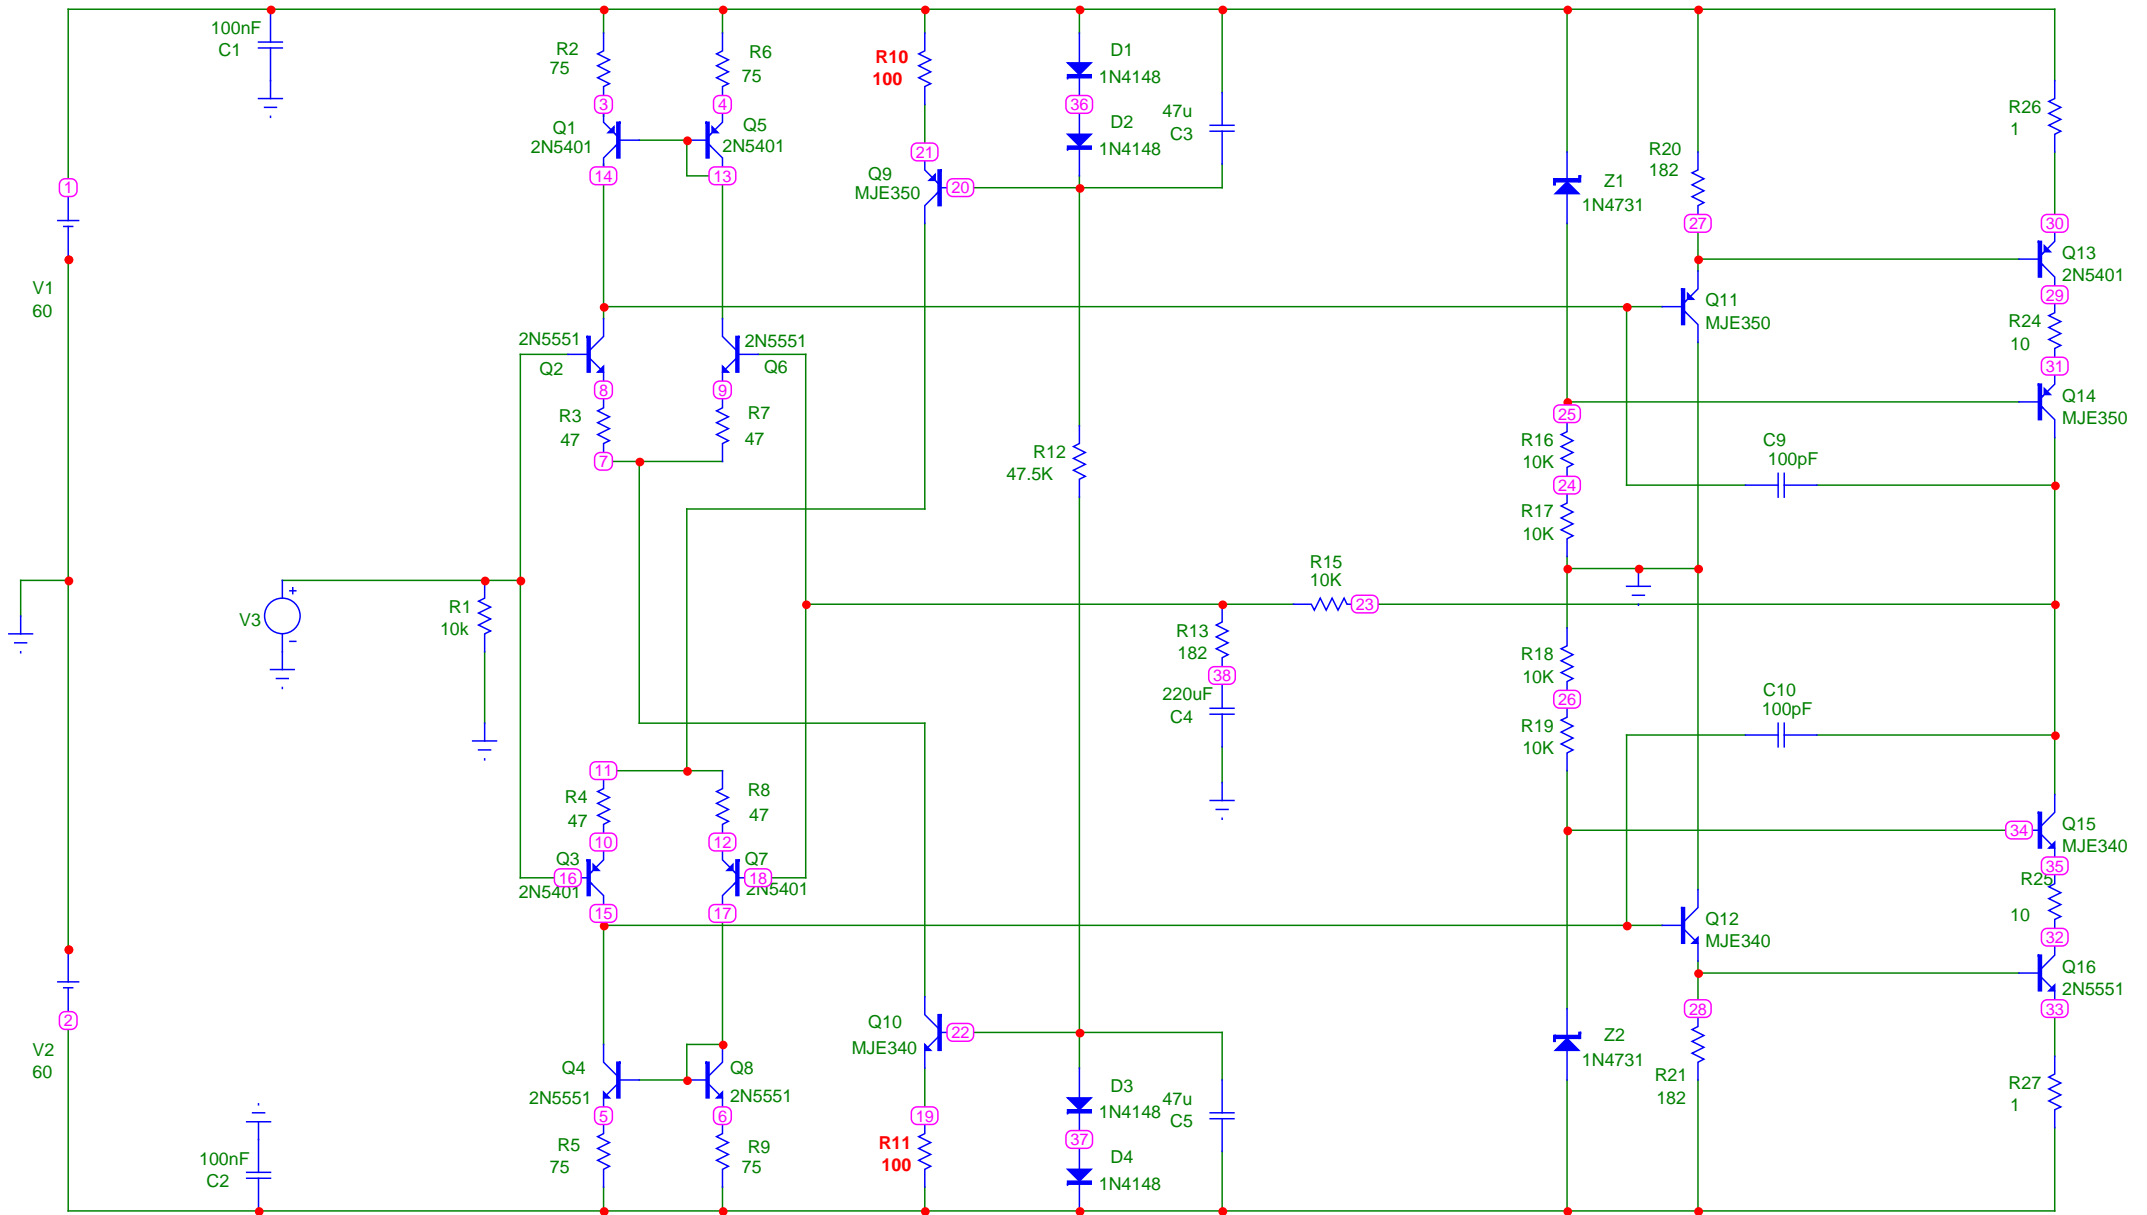 100nF
C1
R2
75
R6
75
R10
100
D1
1N4148
36
D2
1N4148
47u
C3
R26
1
3
4
Q1
2N5401
Q5
2N5401
14
13
21
Q9
MJE350
20
R20
182
Z1
1N4731
27
30
Q13
2N5401
29
1
V1
60
Q11
MJE350
R24
10
31
Q14
MJE350
2N5551
Q2
2N5551
Q6
8
9
R3
47
R7
47
7
R12
47.5K
25
R16
10K
24
R17
10K
C9
100pF
V3
+
−
R1
10k
R15
10K
23
R13
182
38
220uF
C4
R18
10K
26
R19
10K
C10
100pF
11
R4
47
R8
47
10
12
Q3
16
2N5401
Q7
18
2N5401
15
17
34
Q15
MJE340
35
R25
10
32
Q12
MJE340
Q16
2N5551
33
28
2
V2
60
Q10
MJE340
22
Z2
1N4731
R21
182
R27
1
Q4
2N5551
Q8
2N5551
5
6
R5
75
R9
75
19
R11
100
D3
1N4148
37
D4
1N4148
47u
C5
100nF
C2